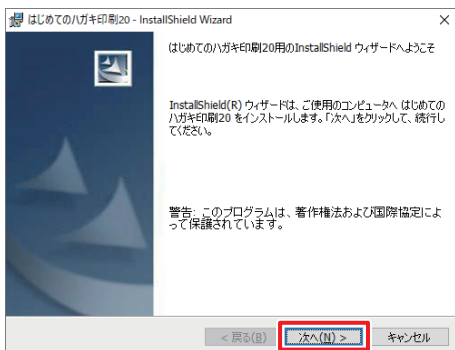 はじめてのハガキ印刷20 - InstallShield Wizard
はじめてのハガキ印刷20用のInstallShield ウィザードへようこそ
InstallShield(R) ウィザードは、ご使用のコンピュータへ はじめての
ハガキ印刷20 をインストールします。「次へ」をクリックして、続行し
てください。
警告: このプログラムは、著作権法および国際協定によ
って保護されています。
< 戻る(B)
次へ(N) >
キャンセル